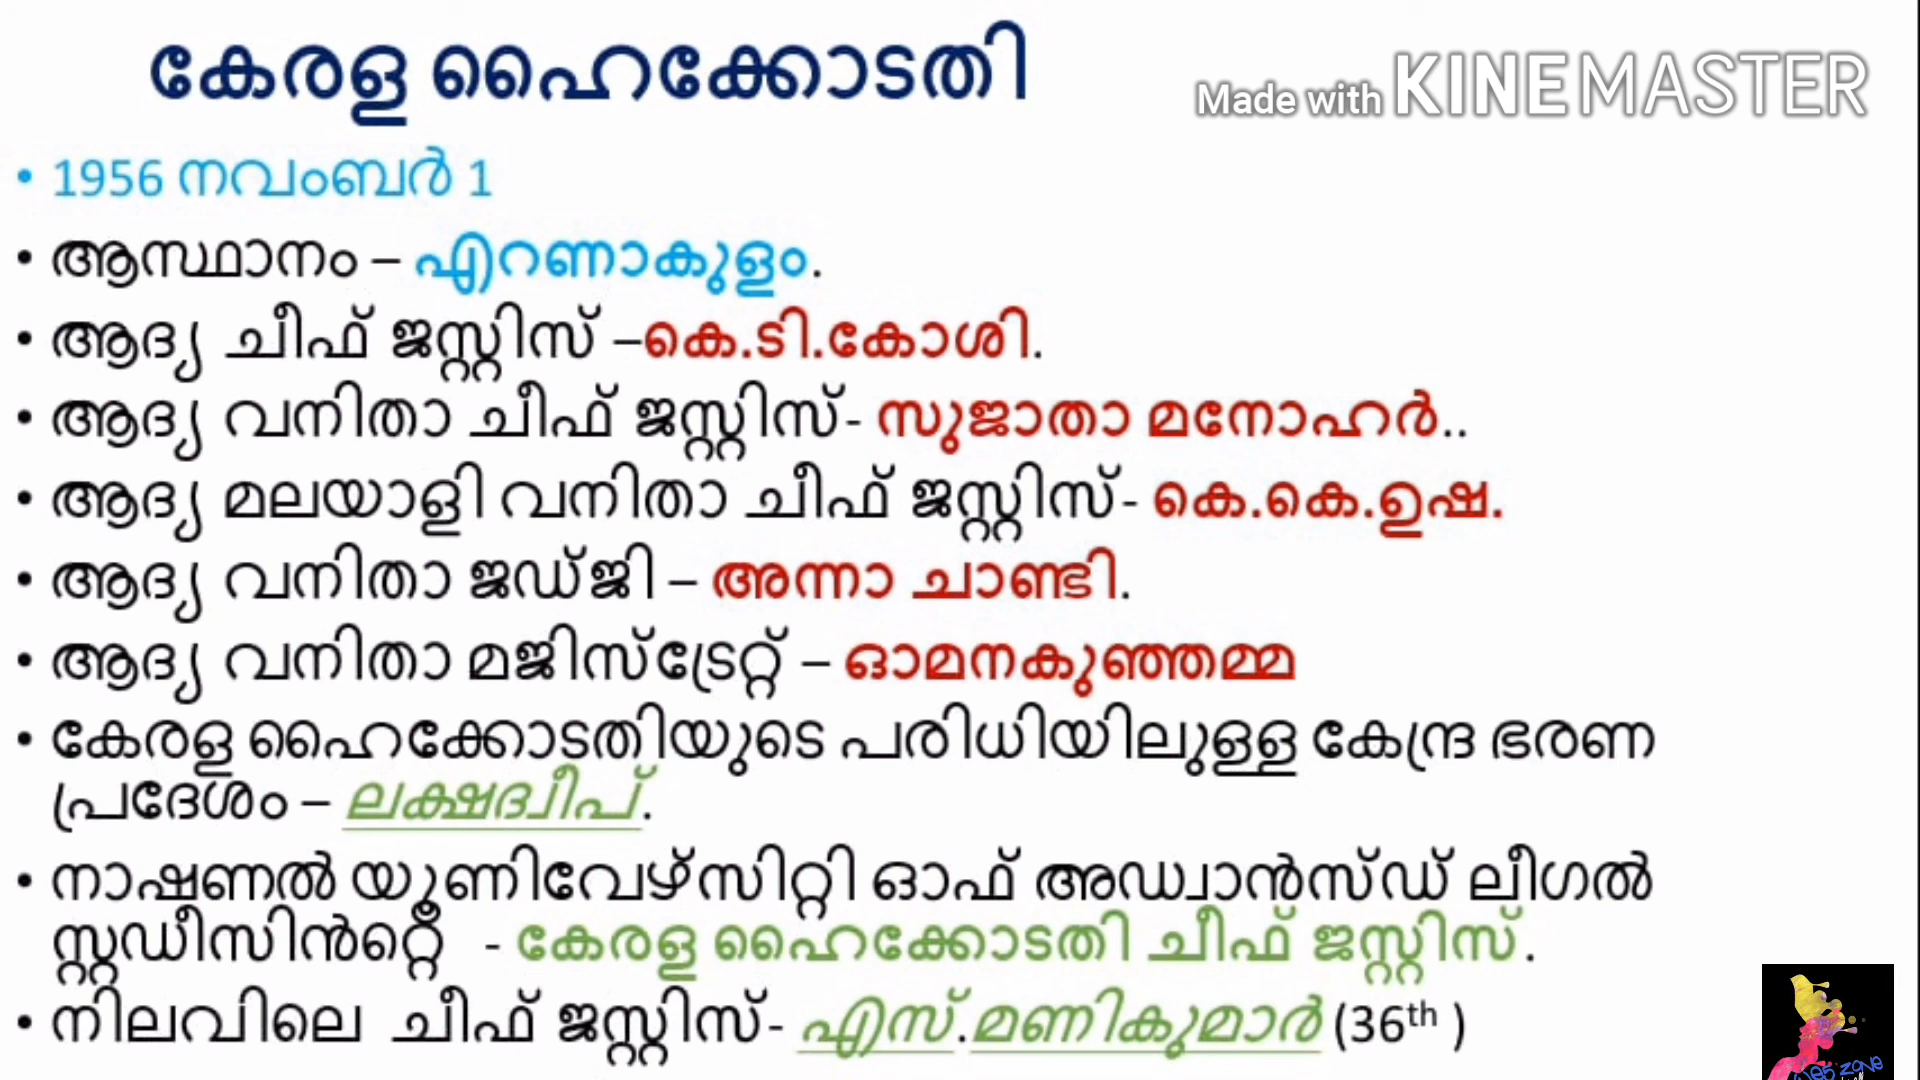 കേരള ഹൈക്കോടതി
Made with KINEMASTER
• 1956 നവംബർ 1
• ആസ്ഥാനം – എറണാകുളം.
• ആദ്യ ചീഫ് ജസ്റ്റിസ് –കെ.ടി.കോശി.
• ആദ്യ വനിതാ ചീഫ് ജസ്റ്റിസ്- സുജാതാ മനോഹർ..
• ആദ്യ മലയാളി വനിതാ ചീഫ് ജസ്റ്റിസ്- കെ.കെ.ഉഷ.
• ആദ്യ വനിതാ ജഡ്ജി – അന്നാ ചാണ്ടി.
• ആദ്യ വനിതാ മജിസ്ട്രേറ്റ് – ഓമനകുഞ്ഞമ്മ
• കേരള ഹൈക്കോടതിയുടെ പരിധിയിലുള്ള കേന്ദ്ര ഭരണ
പ്രദേശം – ലക്ഷദ്വീപ്.
• നാഷണൽ യൂണിവേഴ്സിറ്റി ഓഫ് അഡ്വാൻസ്ഡ് ലീഗൽ
സ്റ്റഡീസിൻറ്റെ - കേരള ഹൈക്കോടതി ചീഫ് ജസ്റ്റിസ്.
• നിലവിലെ ചീഫ് ജസ്റ്റിസ്- എസ്.മണികുമാർ (36th )
zone